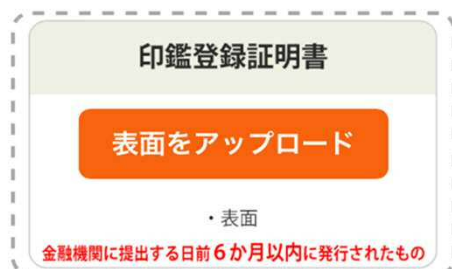 印鑑登録証明書
表面をアップロード
・表面
金融機関に提出する日前6か月以内に発行されたもの